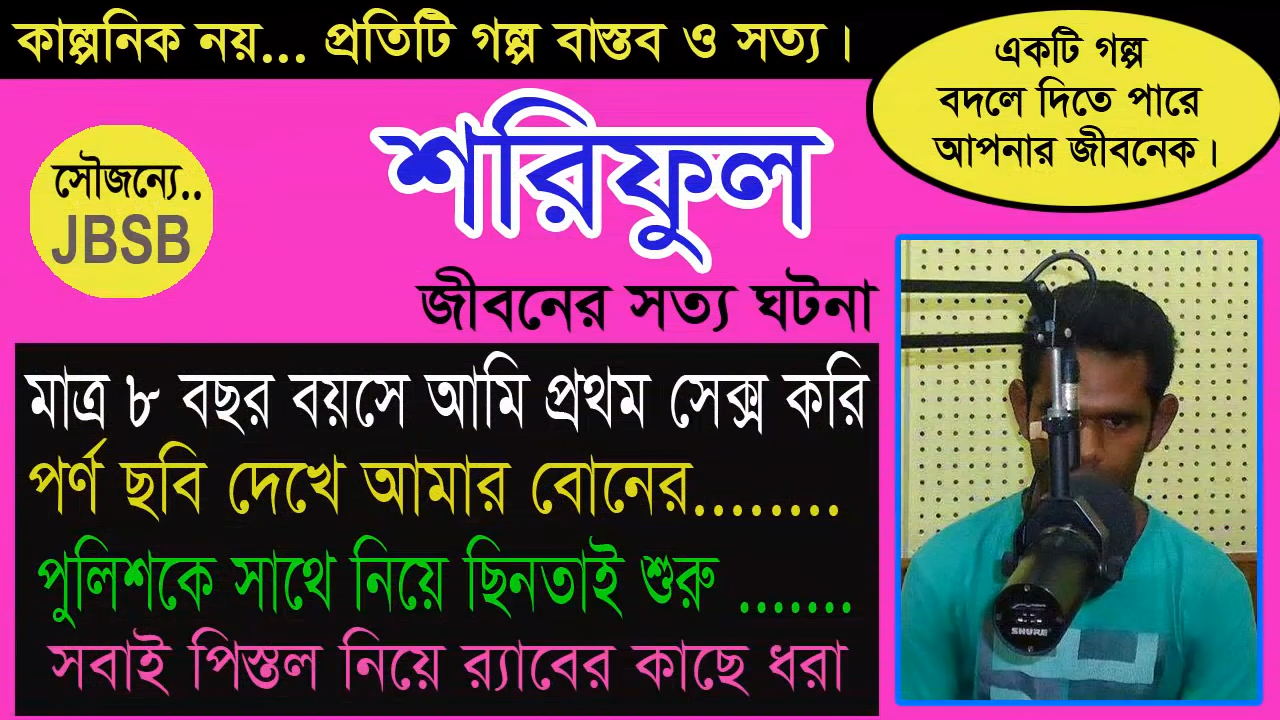 কাল্পনিক নয়... প্রতিটি গল্প বাস্তব ও সত্য।
একটি গল্প
বদলে দিতে পারে
আপনার জীবনেক।
সৌজন্যে..
JBSB
শরিফুল
জীবনের সত্য ঘটনা
মাত্র ৮ বছর বয়সে আমি প্রথম সেক্স করি
পর্ণ ছবি দেখে আমার বোনের........
পুলিশকে সাথে নিয়ে ছিনতাই শুরু .......
সবাই পিস্তল নিয়ে র‍্যাবের কাছে ধরা
SHURE